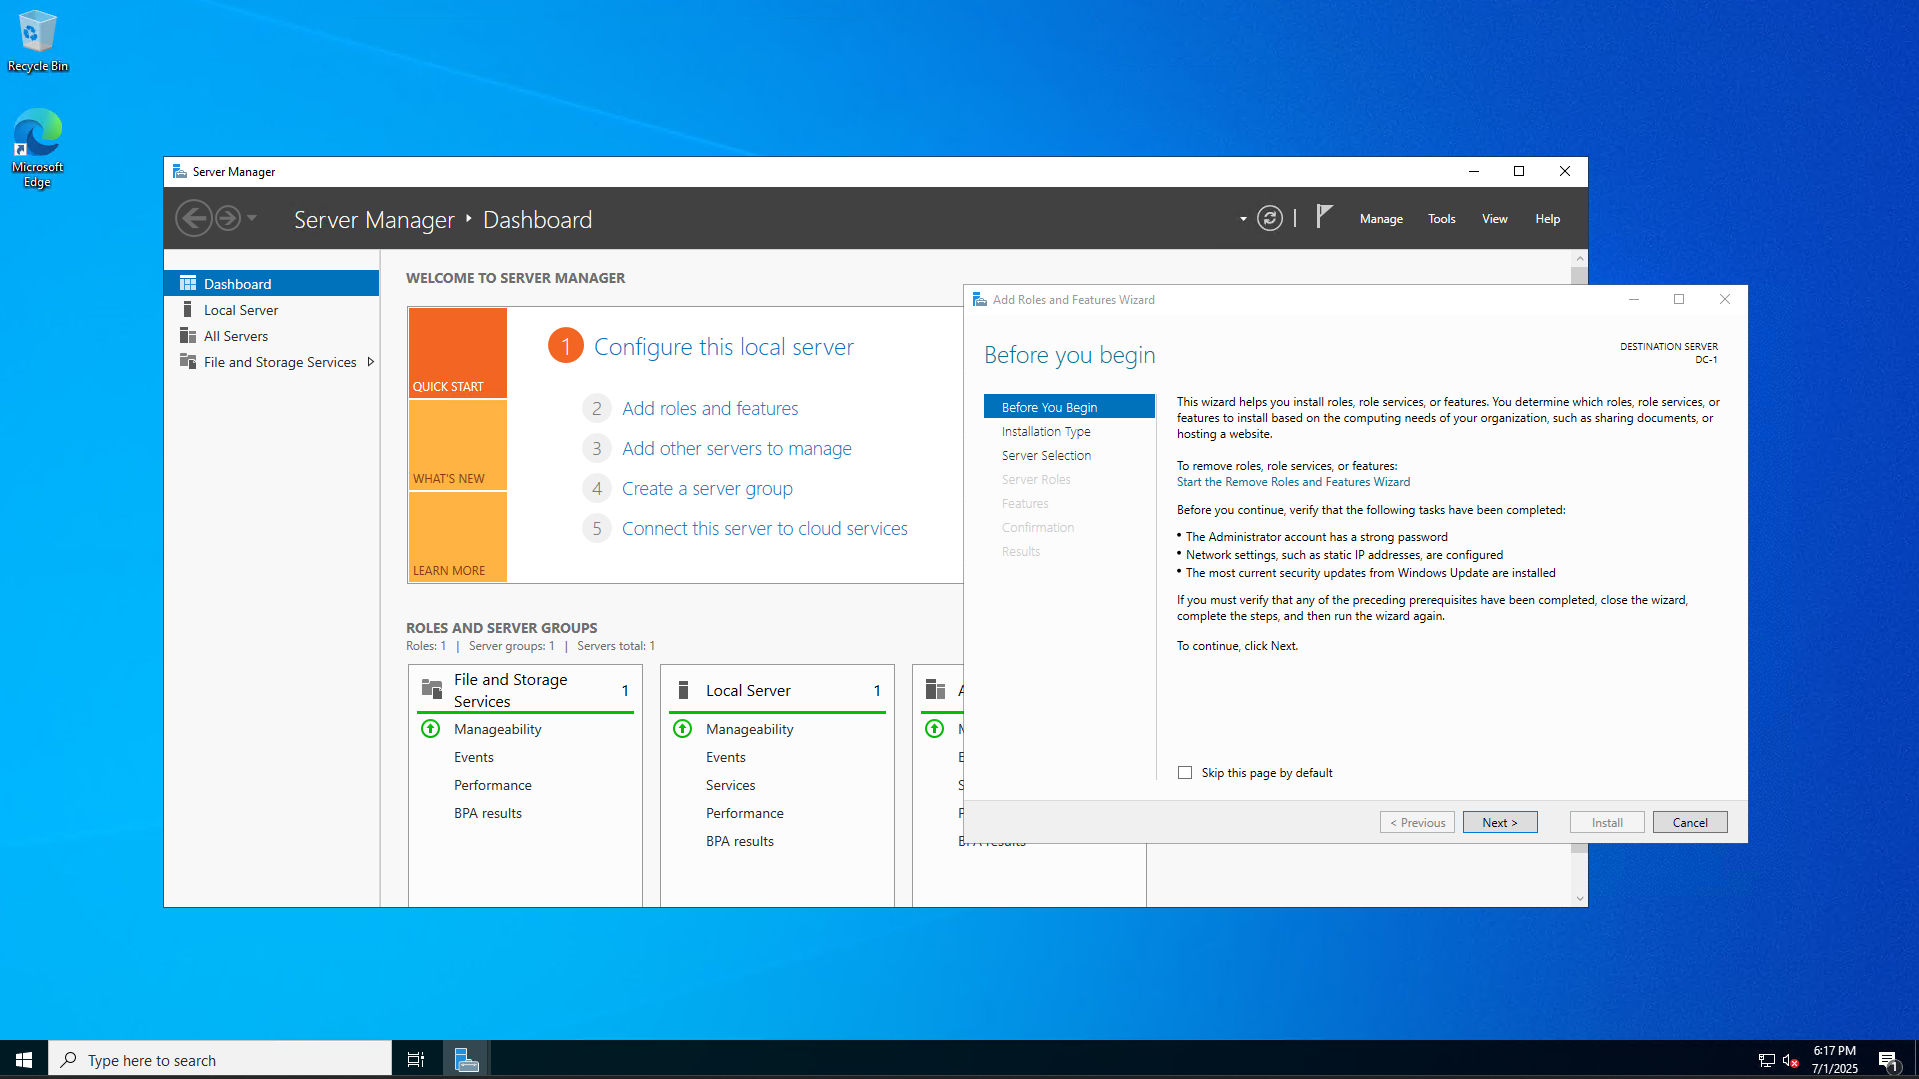 Recycle Bin
Microsoft
Edge
Server Manager
Server Manager
Dashboard
Manage
Tools
View
Help
Dashboard
Local Server
All Servers
File and Storage Services
WELCOME TO SERVER MANAGER
QUICK START
WHAT'S NEW
LEARN MORE
1 Configure this local server
2 Add roles and features
3 Add other servers to manage
4 Create a server group
5 Connect this server to cloud services
ROLES AND SERVER GROUPS
Roles: 1 | Server groups: 1 | Servers total: 1
File and Storage
Services
1
Manageability
Events
Performance
BPA results
Local Server 1
Manageability
Events
Services
Performance
BPA results
Add Roles and Features Wizard
Before you begin
DESTINATION SERVER
DC-1
Before You Begin
Installation Type
Server Selection
Server Roles
Features
Confirmation
Results
This wizard helps you install roles, role services, or features. You determine which roles, role services, or
features to install based on the computing needs of your organization, such as sharing documents, or
hosting a website.
To remove roles, role services, or features:
Start the Remove Roles and Features Wizard
Before you continue, verify that the following tasks have been completed:
• The Administrator account has a strong password
• Network settings, such as static IP addresses, are configured
• The most current security updates from Windows Update are installed
If you must verify that any of the preceding prerequisites have been completed, close the wizard,
complete the steps, and then run the wizard again.
To continue, click Next.
Skip this page by default
< Previous
Next >
Install
Cancel
Type here to search
6:17 PM
7/1/2025
1